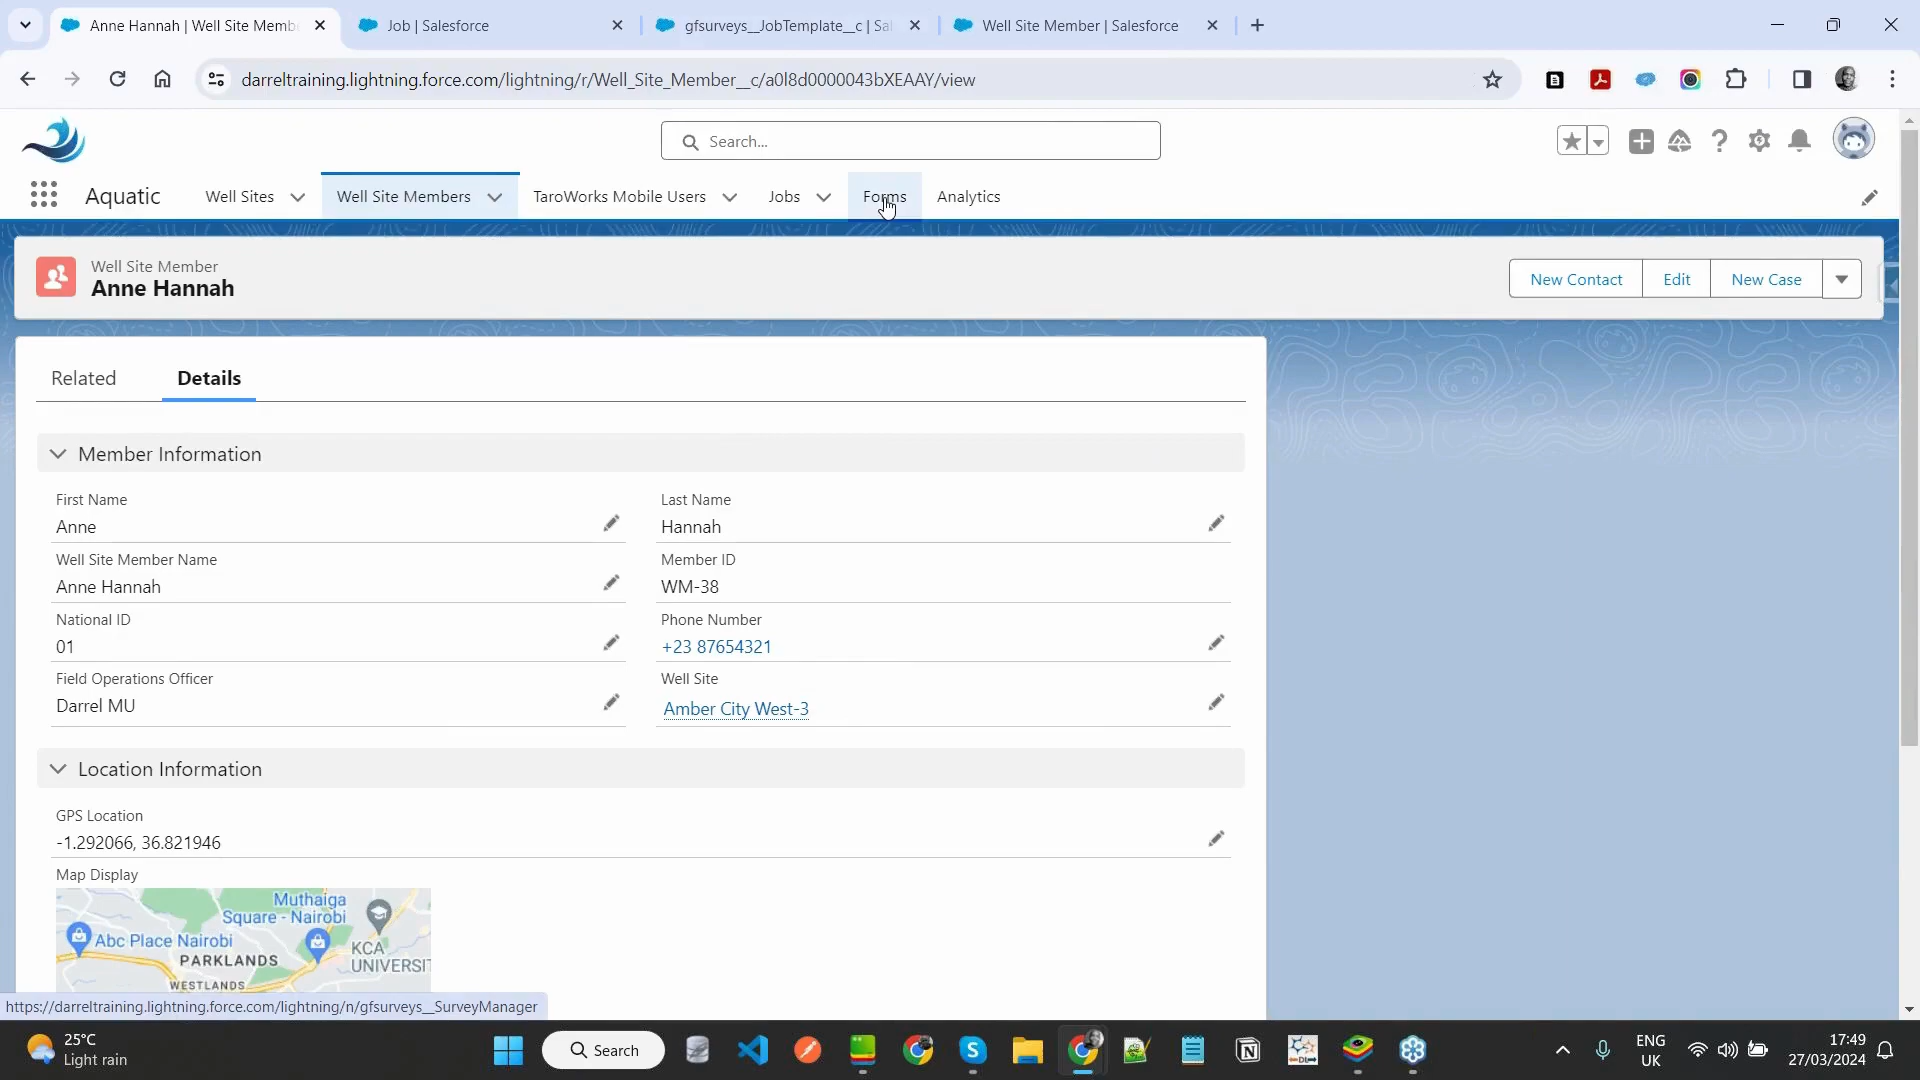 Anne Hannah | Well Site Memb
Job | Salesforce
gfsurveys__JobTemplate__c | Sal
Well Site Member | Salesforce
darreltraining.lightning.force.com/lightning/r/Well_Site_Member__c/a0l8d0000043bXEAAY/view
Search...
Aquatic
Well Sites
Well Site Members
TaroWorks Mobile Users
Jobs
Forms
Analytics
Well Site Member
Anne Hannah
New Contact
Edit
New Case
Related
Details
Member Information
First Name
Anne
Last Name
Hannah
Well Site Member Name
Anne Hannah
Member ID
WM-38
National ID
01
Phone Number
+23 87654321
Field Operations Officer
Darrel MU
Well Site
Amber City West-3
Location Information
GPS Location
-1.292066, 36.821946
Map Display
Muthaiga
Square - Nairobi
Abc Place Nairobi
PARKLANDS
KCA
UNIVERSIT
WESTLANDS
https://darreltraining.lightning.force.com/lightning/n/gfsurveys__SurveyManager
25°C
Light rain
Search
ENG
UK
17:49
27/03/2024